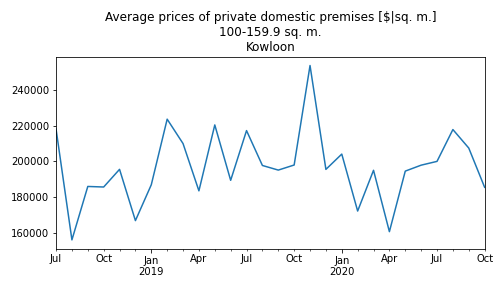 Average prices of private domestic premises [$|sq. m.]
100-159.9 sq. m.
Kowloon
240000
220000
200000
180000
160000
Jul Oct Jan Apr Jul Oct Jan Apr Jul Oct
2019 2020